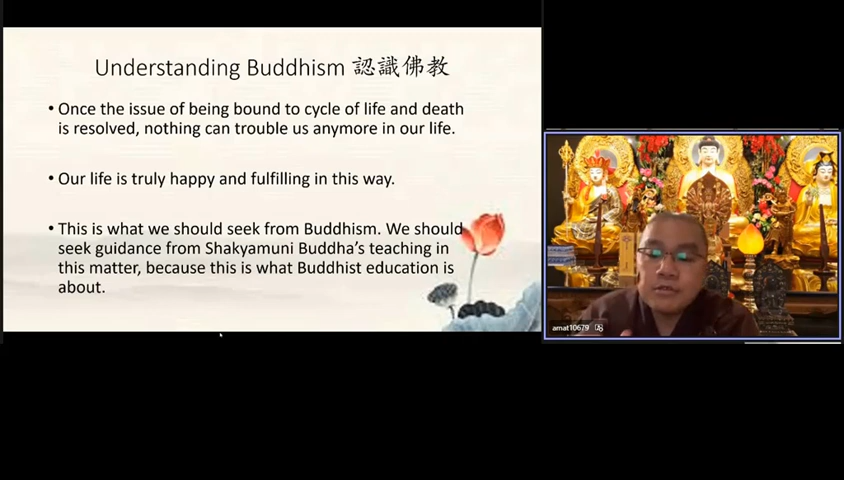 Understanding Buddhism 認識佛教
• Once the issue of being bound to cycle of life and death
is resolved, nothing can trouble us anymore in our life.
• Our life is truly happy and fulfilling in this way.
• This is what we should seek from Buddhism. We should
seek guidance from Shakyamuni Buddha's teaching in
this matter, because this is what Buddhist education is
about.
amat10679